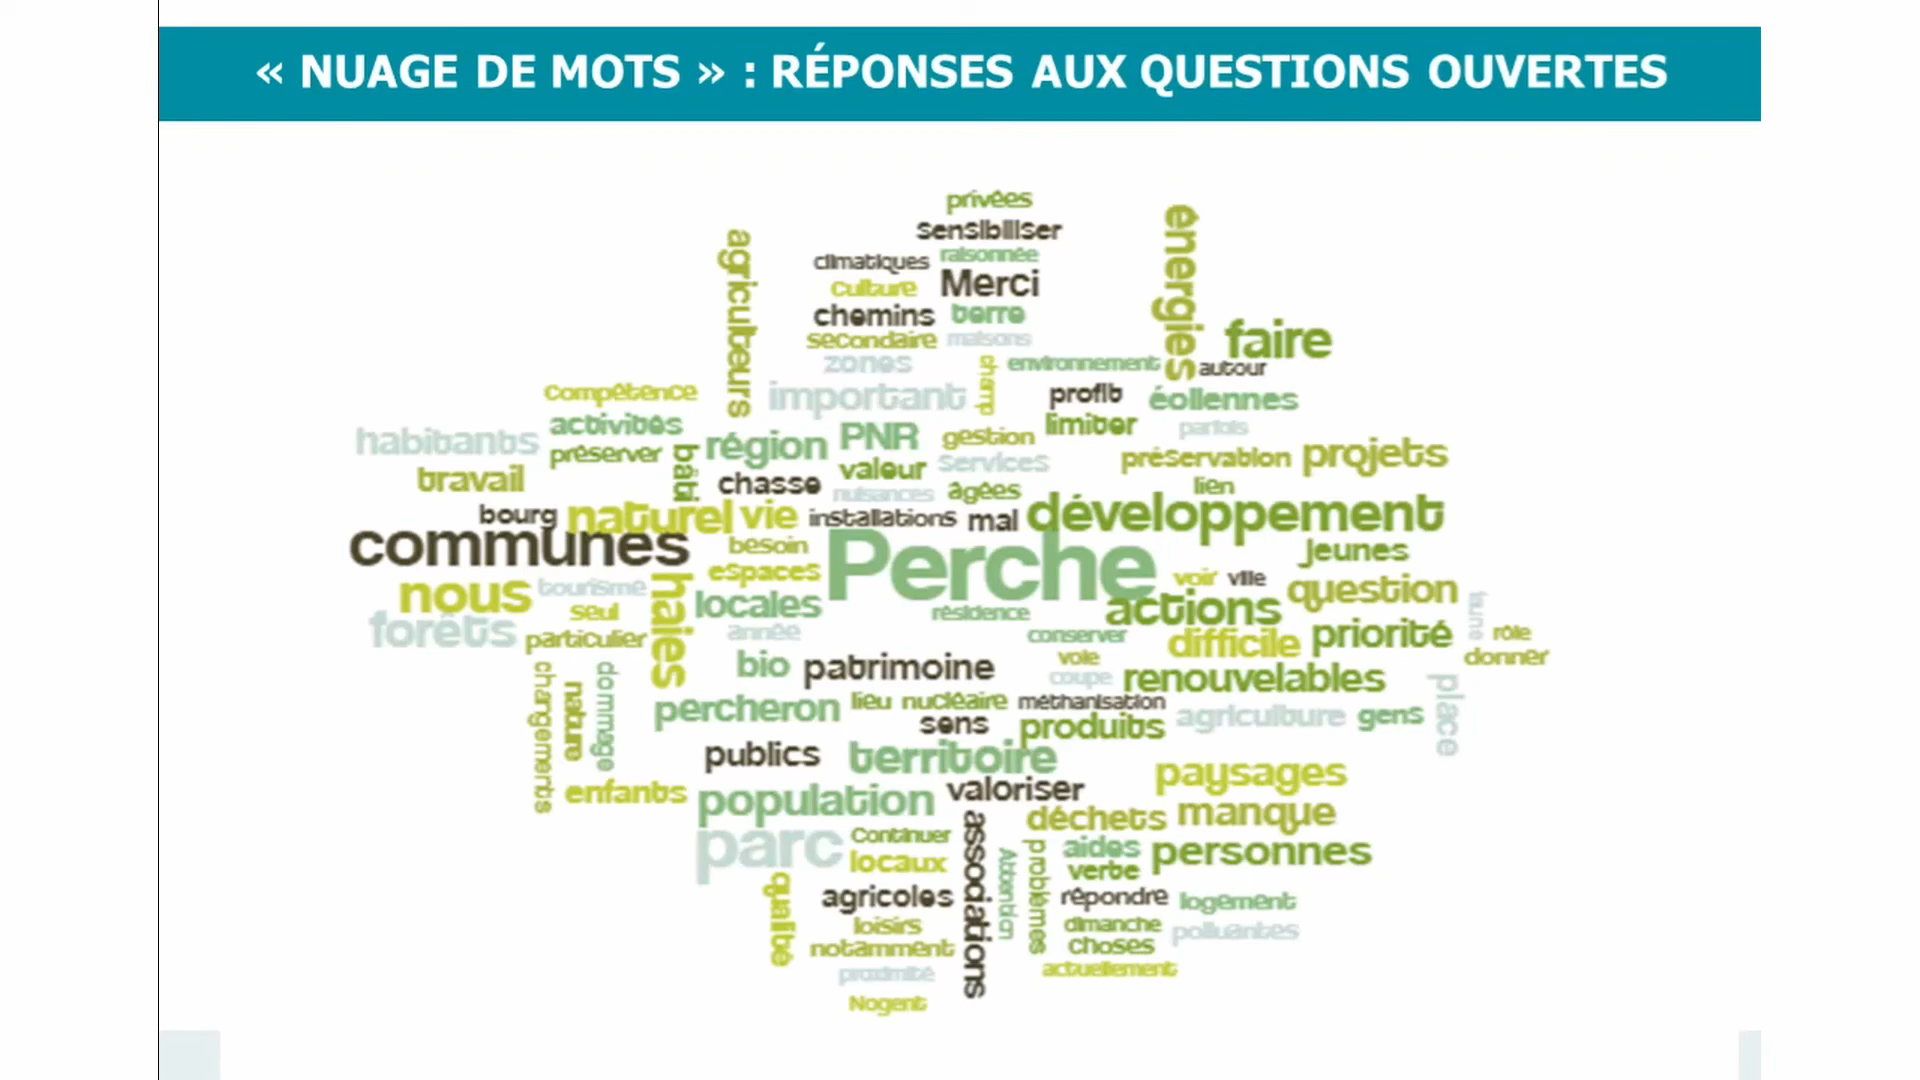 « NUAGE DE MOTS » : RÉPONSES AUX QUESTIONS OUVERTES
privées
sensibiliser
énergies
agriculteurs
climatiques
raisonnée
culture
Merci
chemins
terre
faire
secondaire
maisons
zones
champ
environnement
autour
compétence
important
profit
éoliennes
activités
habitants
région
PNR
gestion
limiter
parfois
préserver
bâti
valeur
services
préservation
projets
travail
chasse
nuisances
âgées
lien
bourg
naturel
vie
installations
mal
développement
communes
besoin
Perche
jeunes
haies
espaces
voir
ville
nous
tourisme
locales
question
seul
résidence
actions
forêts
particulier
année
conserver
difficile
priorité
faune
rôle
donner
changements
nature
dommage
bio
patrimoine
voie
coupe
renouvelables
place
percheron
lieu
nucléaire
méthanisation
sens
produits
agriculture
gens
publics
territoire
paysages
enfants
population
valoriser
déchets
manque
parc
Continuer
associations
Attention
problèmes
aides
personnes
locaux
verte
qualité
agricoles
répondre
logement
loisirs
dimanche
polluantes
notamment
choses
proximité
actuellement
Nogent